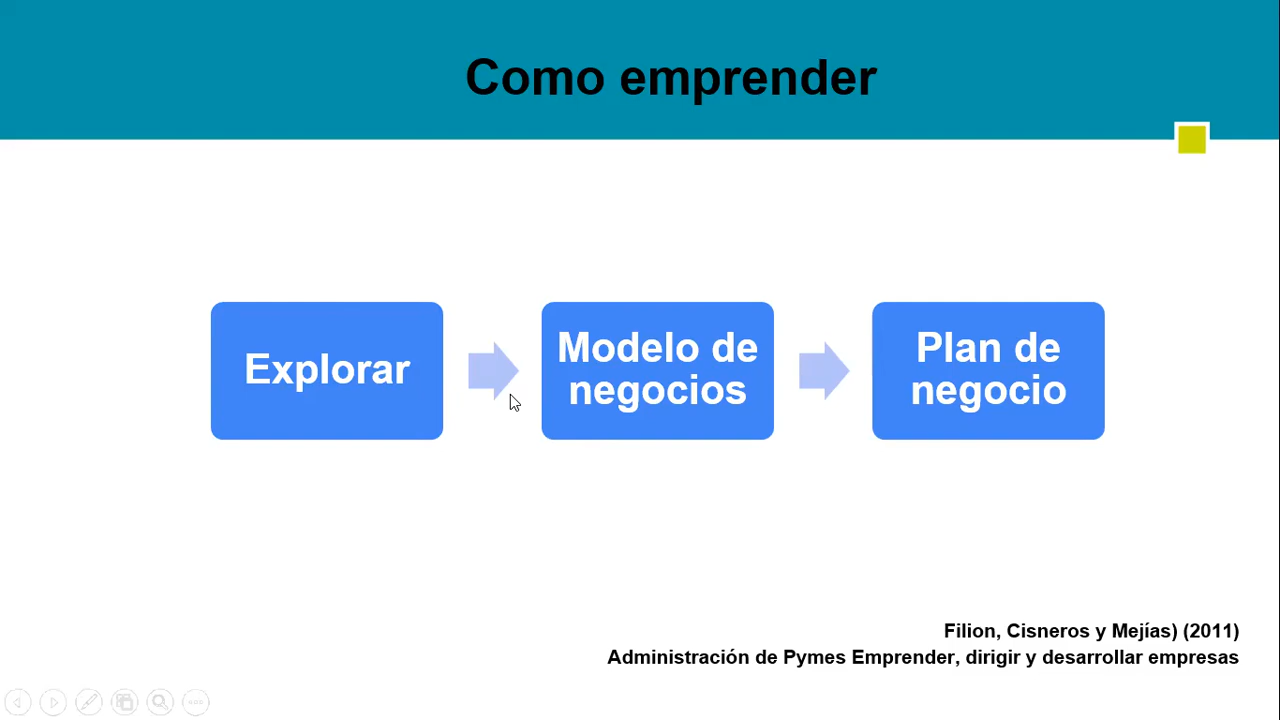 Como emprender
Explorar
Modelo de
negocios
Plan de
negocio
Filion, Cisneros y Mejías) (2011)
Administración de Pymes Emprender, dirigir y desarrollar empresas